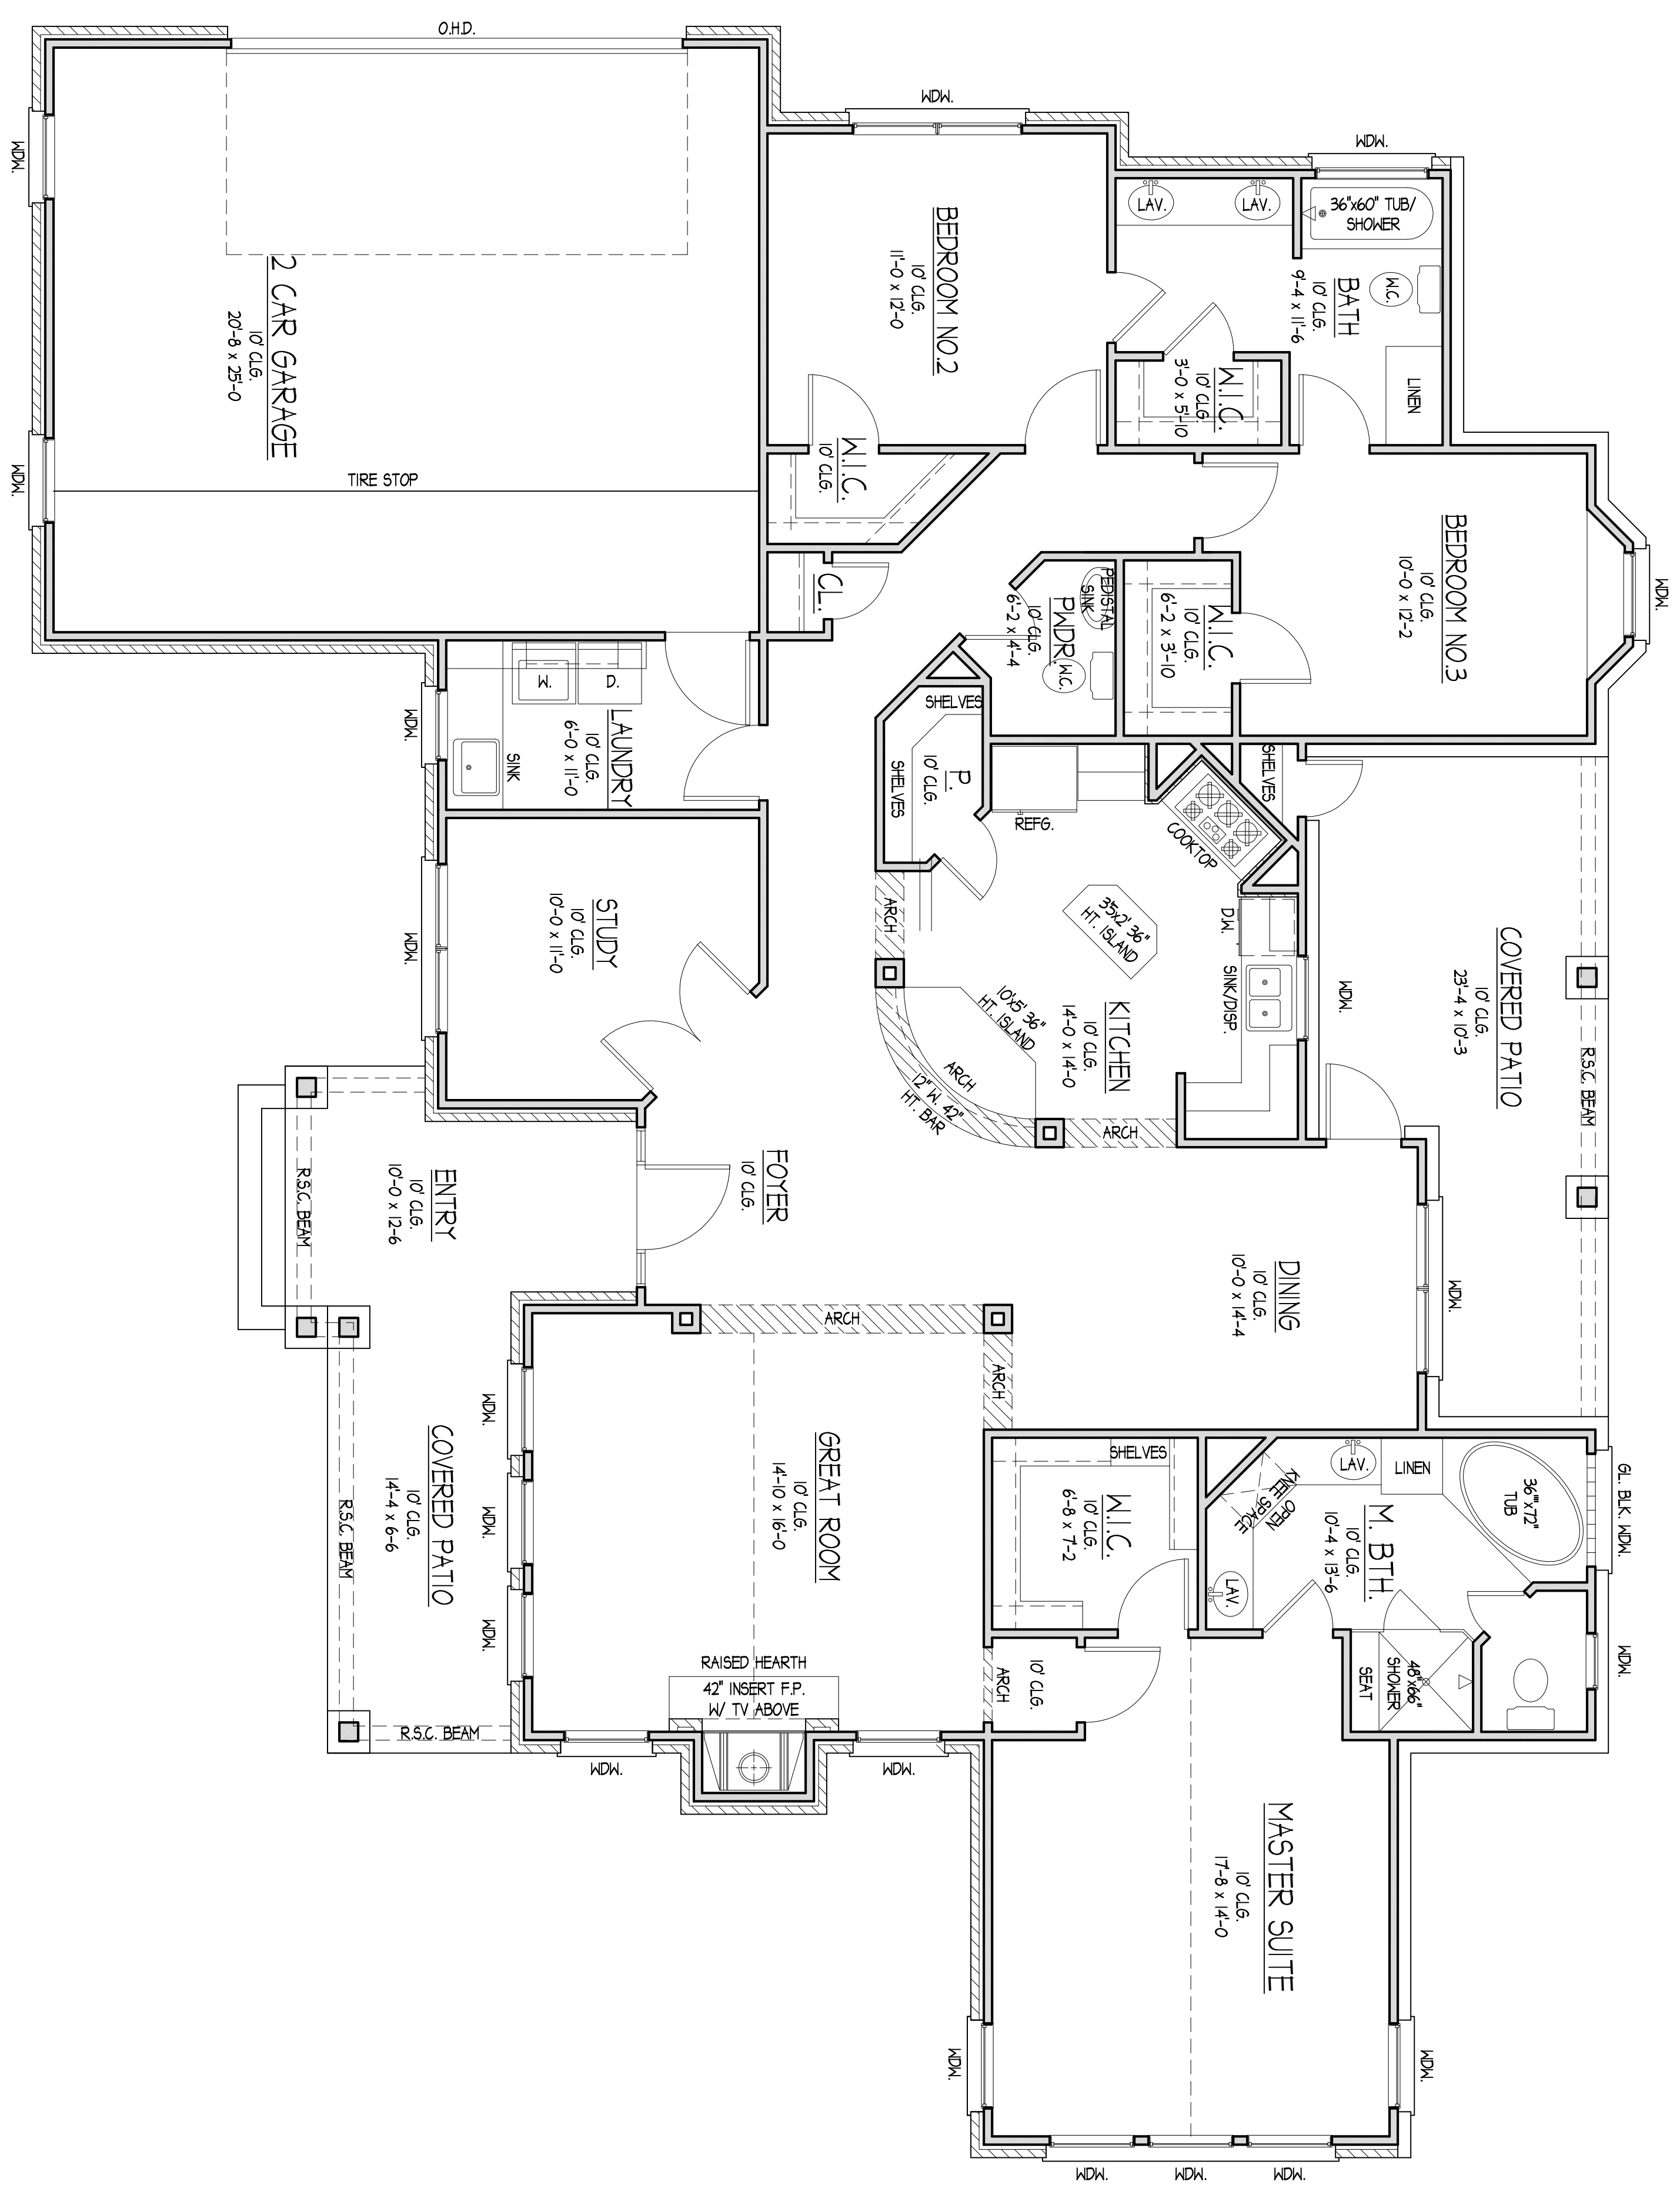 O.H.D.
WDW.
WDW.
2 CAR GARAGE
10' CLG.
20'-8 x 25'-0
TIRE STOP
WDW.
BEDROOM NO.2
10' CLG.
11'-0 x 12'-0
WDW.
LAV.
LAV.
36"x60" TUB/
SHOWER
BATH
10' CLG.
9'-4 x 11'-6
W.C.
LINEN
W.I.C.
10' CLG.
3'-0 x 5'-10
W.I.C.
10' CLG.
CL.
BEDROOM NO.3
10' CLG.
10'-0 x 12'-2
WDW.
W.I.C.
10' CLG.
6'-2 x 3'-10
PEDISTAL
SINK
PWDR.
10' CLG.
6'-2 x 4'-4
W.C.
W.
D.
LAUNDRY
10' CLG.
6'-0 x 11'-0
SINK
WDW.
SHELVES
SHELVES
P.
10' CLG.
REFG.
COOKTOP
SHELVES
STUDY
10' CLG.
10'-0 x 11'-0
WDW.
ARCH
35x2' 36"
HT. ISLAND
D.W.
SINK/DISP.
WDW.
KITCHEN
10' CLG.
14'-0 x 14'-0
10'x5' 36"
HT. ISLAND
ARCH
12" W. 42"
HT. BAR
ARCH
COVERED PATIO
10' CLG.
23'-4 x 10'-3
R.S.C. BEAM
ENTRY
10' CLG.
10'-0 x 12'-6
R.S.C. BEAM
FOYER
10' CLG.
DINING
10' CLG.
10'-0 x 14'-4
WDW.
ARCH
ARCH
GREAT ROOM
10' CLG.
14'-10 x 16'-0
WDW.
WDW.
WDW.
COVERED PATIO
10' CLG.
14'-4 x 6'-6
R.S.C. BEAM
R.S.C. BEAM
RAISED HEARTH
42" INSERT F.P.
W/ TV ABOVE
WDW.
WDW.
SHELVES
W.I.C.
10' CLG.
6'-8 x 7'-2
ARCH
10' CLG.
OPEN
KNEE SPACE
LAV.
LINEN
36"'x72"
TUB
GL. BLK. WDW.
M. BTH.
10' CLG.
10'-4 x 13'-6
LAV.
48"x66"
SHOWER
SEAT
WDW.
MASTER SUITE
10' CLG.
17'-8 x 14'-0
WDW.
WDW.
WDW.
WDW.
WDW.